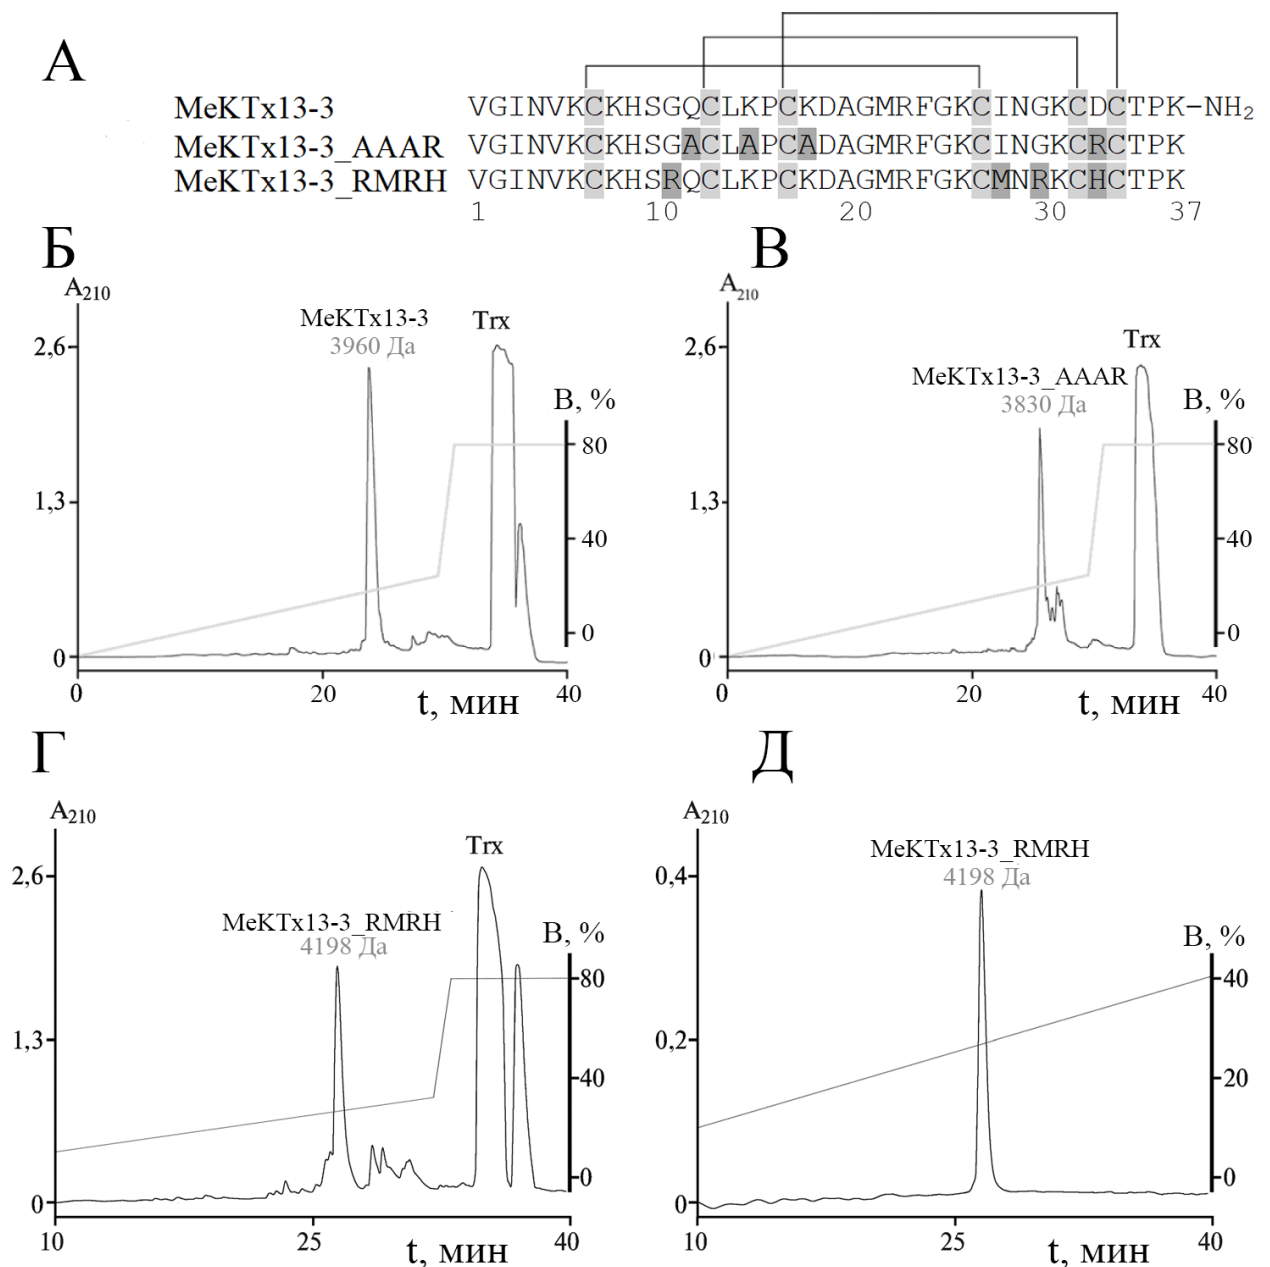 А
MeKTx13-3 VGINVKCKHSGQCLKPCKDAGMRFGKCINGKCDCTPK-NH₂
MeKTx13-3_AAAR VGINVKCKHSGACLAPCADAGMRFGKCINGKCRCTPK
MeKTx13-3_RMRH VGINVKCKHSRQCLKPCKDAGMRFGKCMNRKCHCTPK
1 10 20 30 37
Б
A₂₁₀
MeKTx13-3
3960 Да
Trx
B, %
2,6
1,3
0
80
40
0
0 20 40
t, мин
В
A₂₁₀
MeKTx13-3_AAAR
3830 Да
Trx
B, %
2,6
1,3
0
80
40
0
0 20 40
t, мин
Г
A₂₁₀
MeKTx13-3_RMRH
4198 Да
Trx
B, %
2,6
1,3
0
80
40
0
10 25 40
t, мин
Д
A₂₁₀
MeKTx13-3_RMRH
4198 Да
B, %
0,4
0,2
0
40
20
0
10 25 40
t, мин